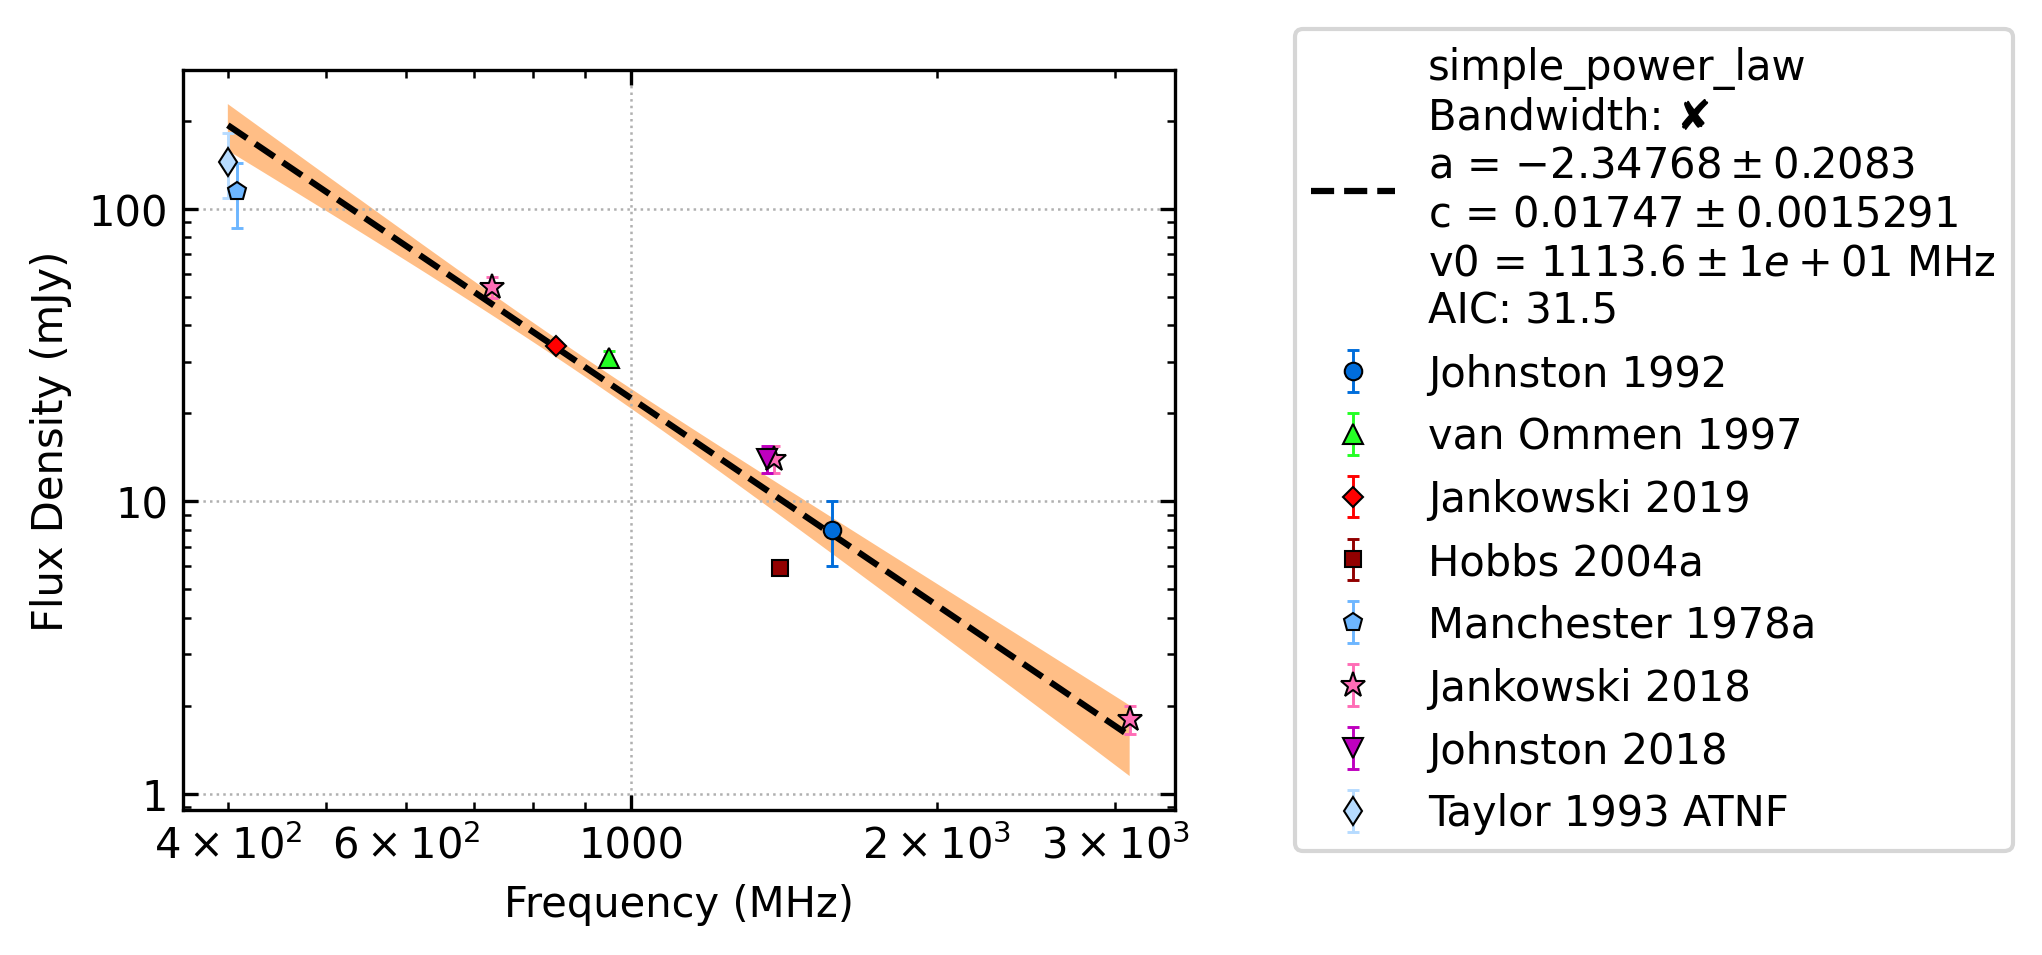 simple_power_law
Bandwidth: ✘
a = −2.34768 ± 0.2083
c = 0.01747 ± 0.0015291
v0 = 1113.6 ± 1e + 01 MHz
AIC: 31.5
Johnston 1992
van Ommen 1997
Jankowski 2019
Hobbs 2004a
Manchester 1978a
Jankowski 2018
Johnston 2018
Taylor 1993 ATNF
Flux Density (mJy)
100
10
1
4 × 10² 6 × 10² 1000 2 × 10³ 3 × 10³
Frequency (MHz)